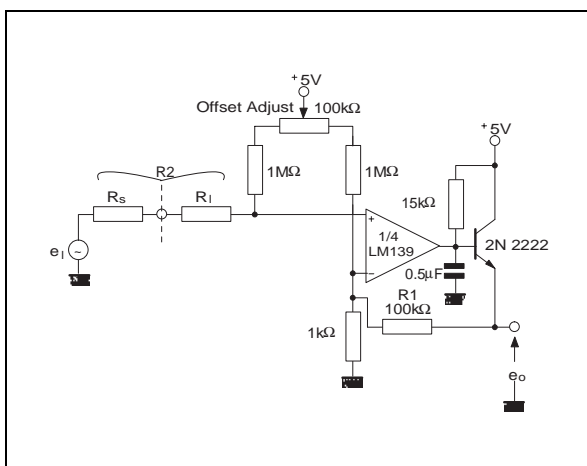 +5V
Offset Adjust
100kΩ
+5V
R2
1MΩ
1MΩ
Rs
Rl
15kΩ
+
1/4
LM139
2N 2222
eI
−
0.5µF
R1
100kΩ
1kΩ
eo